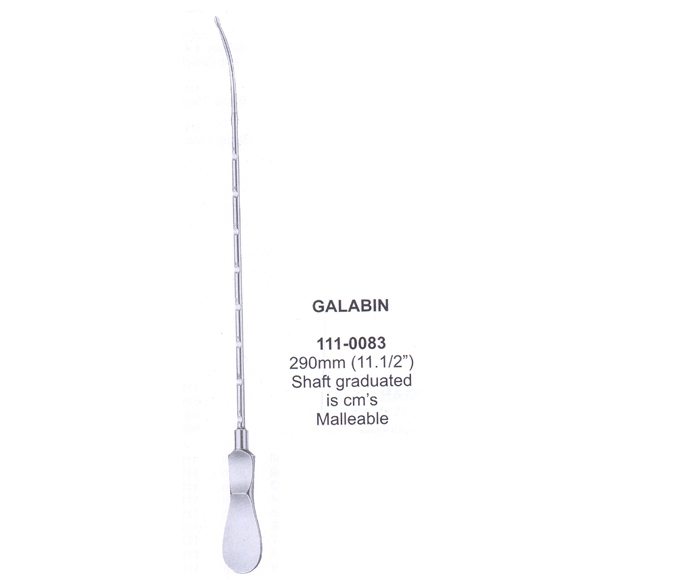 GALABIN
111-0083
290mm (11.1/2”)
Shaft graduated
is cm’s
Malleable